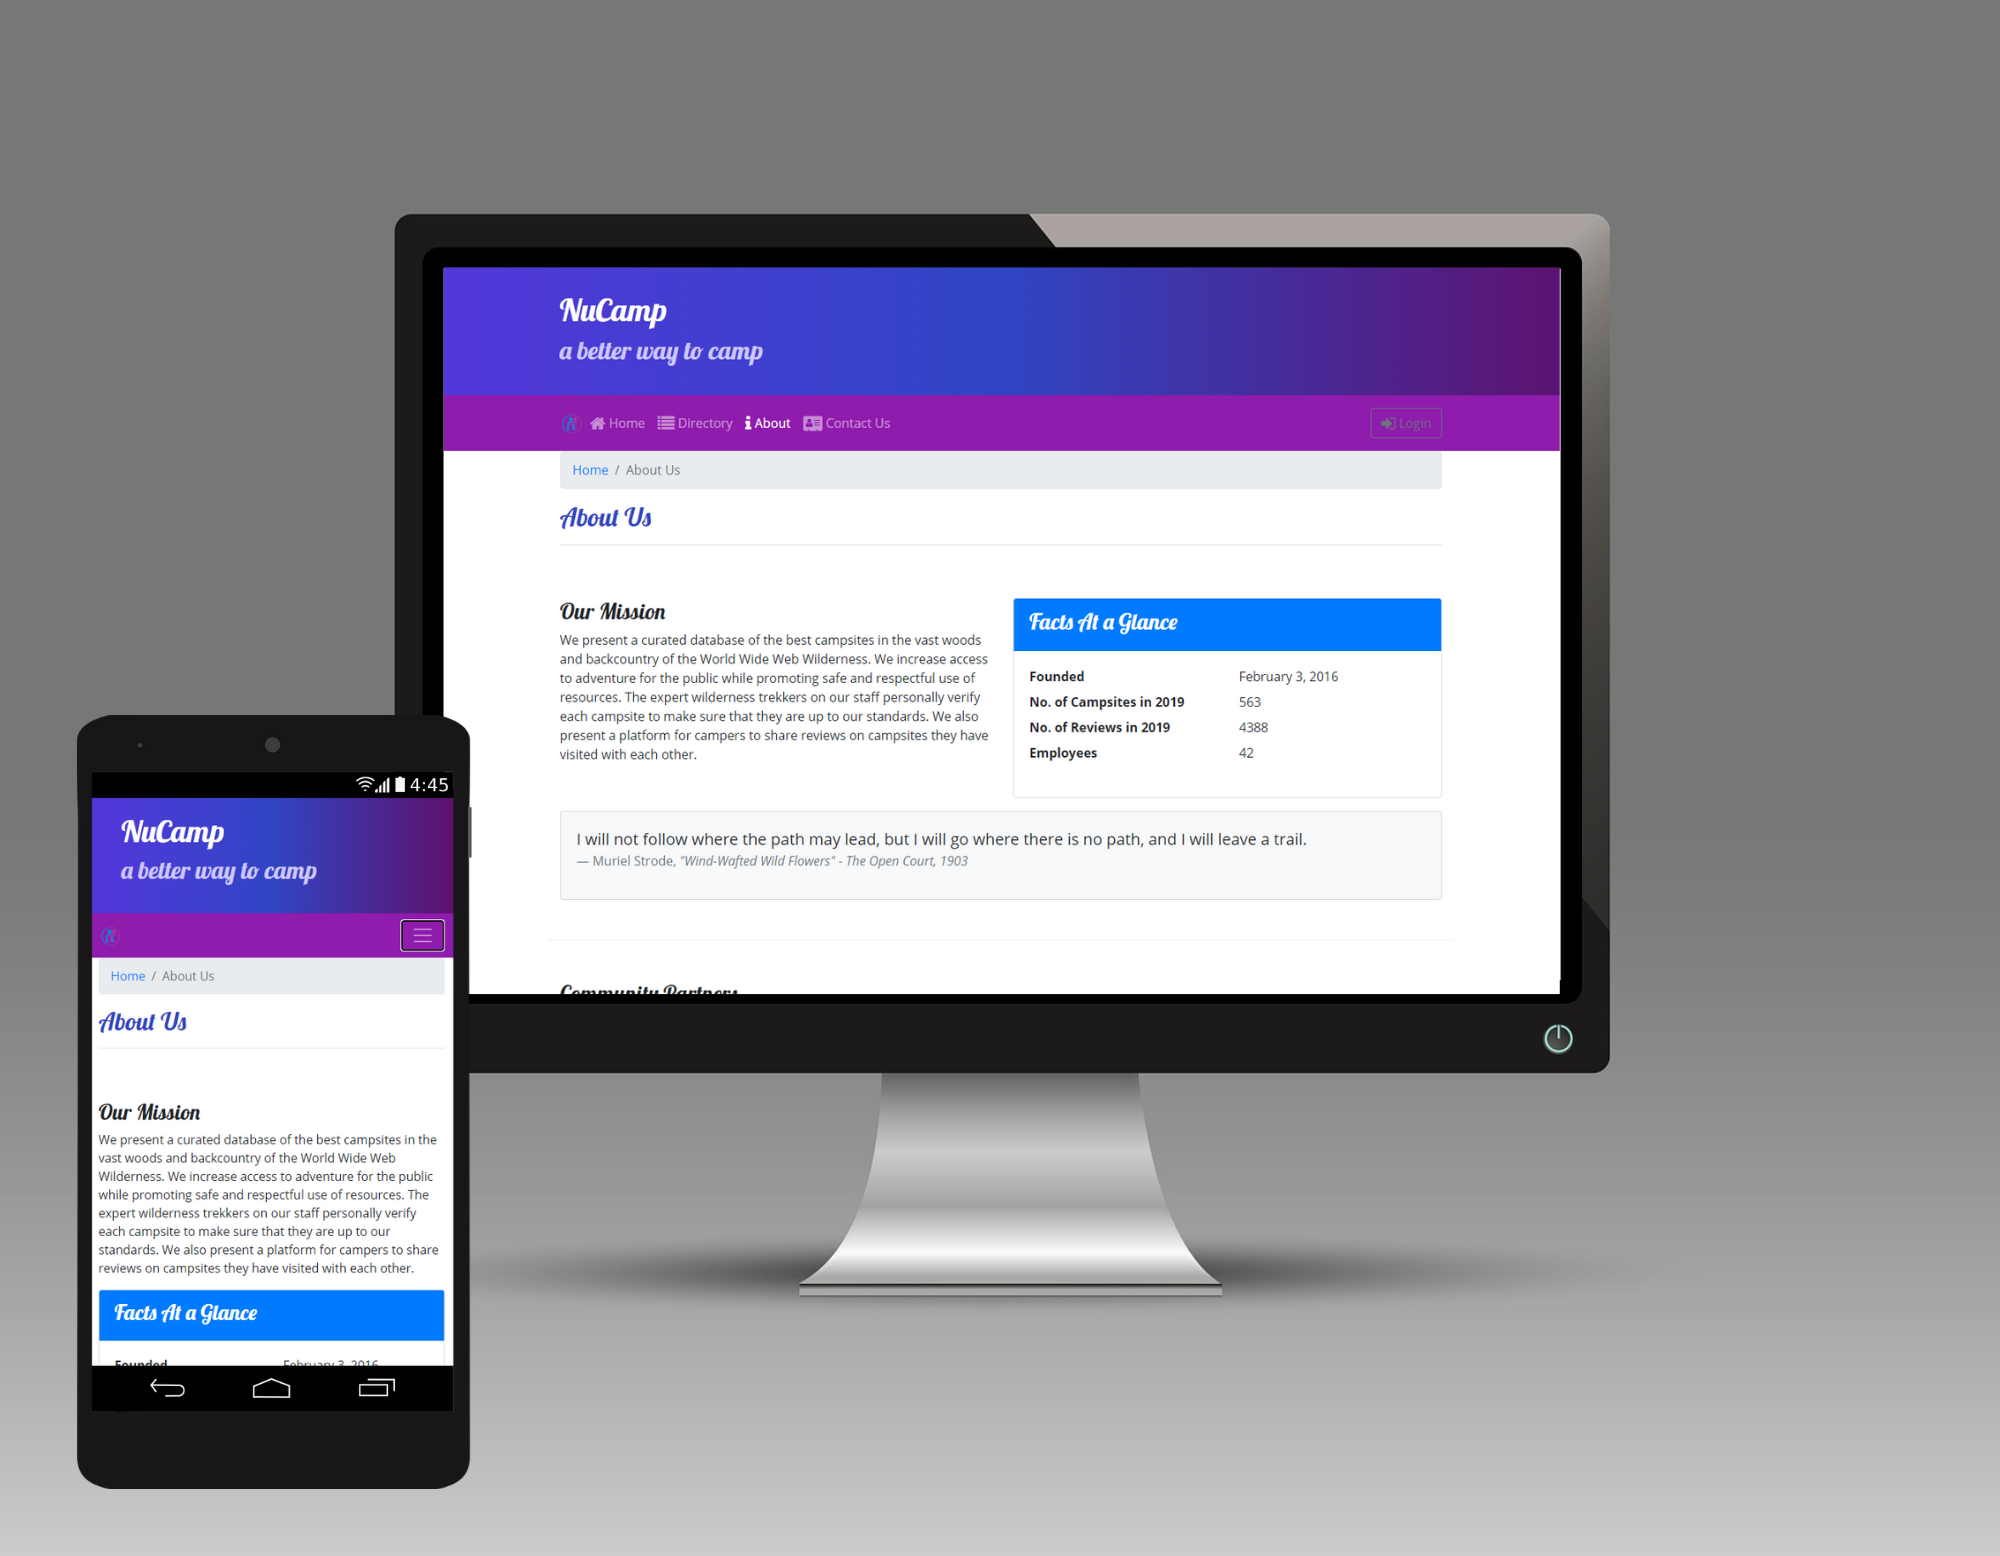 NuCamp
a better way to camp
Home Directory About Contact Us Login
Home / About Us
About Us
Our Mission
We present a curated database of the best campsites in the vast woods
and backcountry of the World Wide Web Wilderness. We increase access
to adventure for the public while promoting safe and respectful use of
resources. The expert wilderness trekkers on our staff personally verify
each campsite to make sure that they are up to our standards. We also
present a platform for campers to share reviews on campsites they have
visited with each other.
Facts At a Glance
Founded February 3, 2016
No. of Campsites in 2019 563
No. of Reviews in 2019 4388
Employees 42
I will not follow where the path may lead, but I will go where there is no path, and I will leave a trail.
— Muriel Strode, "Wind-Wafted Wild Flowers" - The Open Court, 1903
Community Partners
4:45
NuCamp
a better way to camp
Home / About Us
About Us
Our Mission
We present a curated database of the best campsites in the
vast woods and backcountry of the World Wide Web
Wilderness. We increase access to adventure for the public
while promoting safe and respectful use of resources. The
expert wilderness trekkers on our staff personally verify
each campsite to make sure that they are up to our
standards. We also present a platform for campers to share
reviews on campsites they have visited with each other.
Facts At a Glance
Founded February 3, 2016